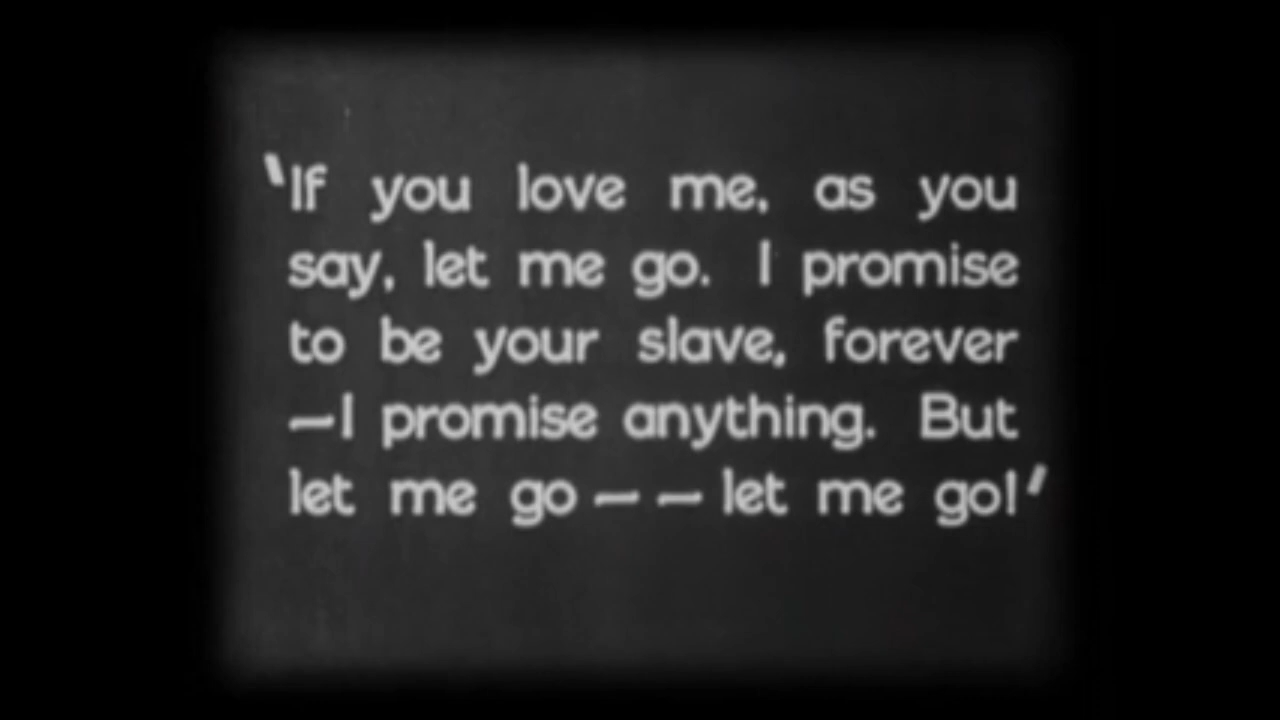 'If you love me, as you
say, let me go. I promise
to be your slave, forever
—I promise anything. But
let me go — — let me go!'